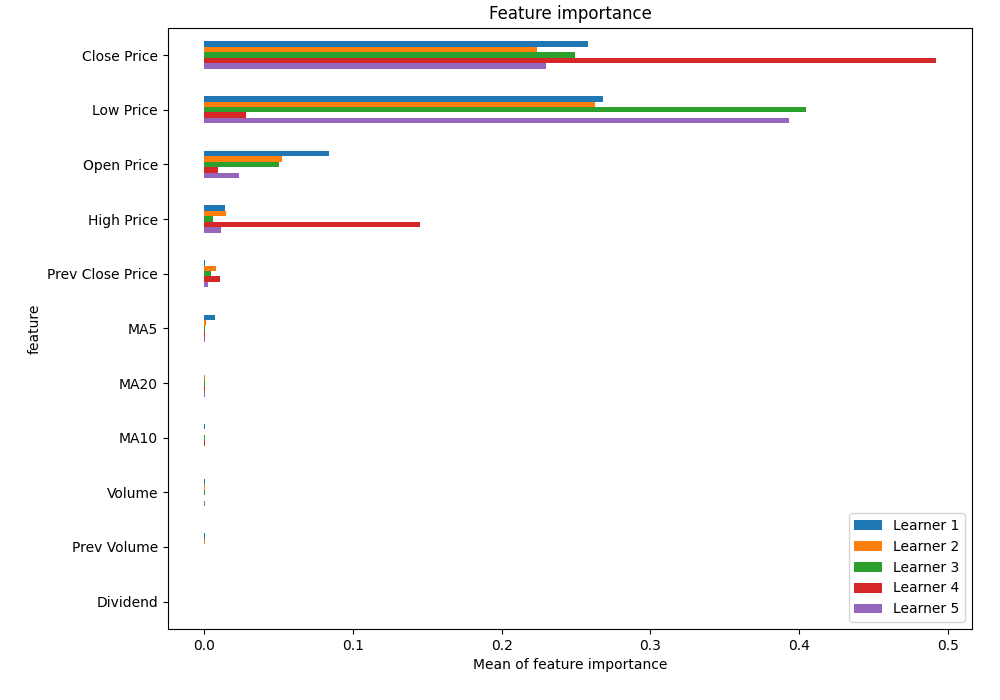 Feature importance
Close Price
Low Price
Open Price
High Price
Prev Close Price
MA5
MA20
MA10
Volume
Prev Volume
Dividend
feature
Learner 1
Learner 2
Learner 3
Learner 4
Learner 5
0.0 0.1 0.2 0.3 0.4 0.5
Mean of feature importance